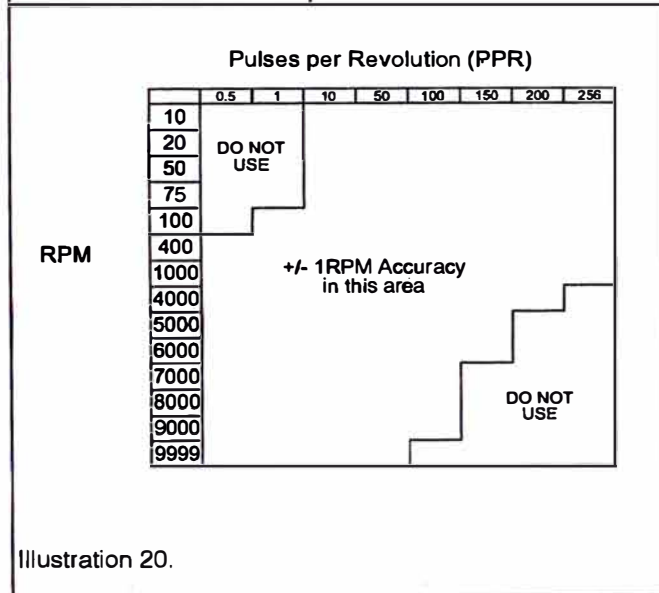 Pulses per Revolution (PPR)
0.5 1 10 50 100 150 200 256
10
20
50
75
100
400
1000
4000
5000
6000
7000
8000
9000
9999
DO NOT
USE
RPM
+/- 1RPM Accuracy
in this area
DO NOT
USE
Illustration 20.